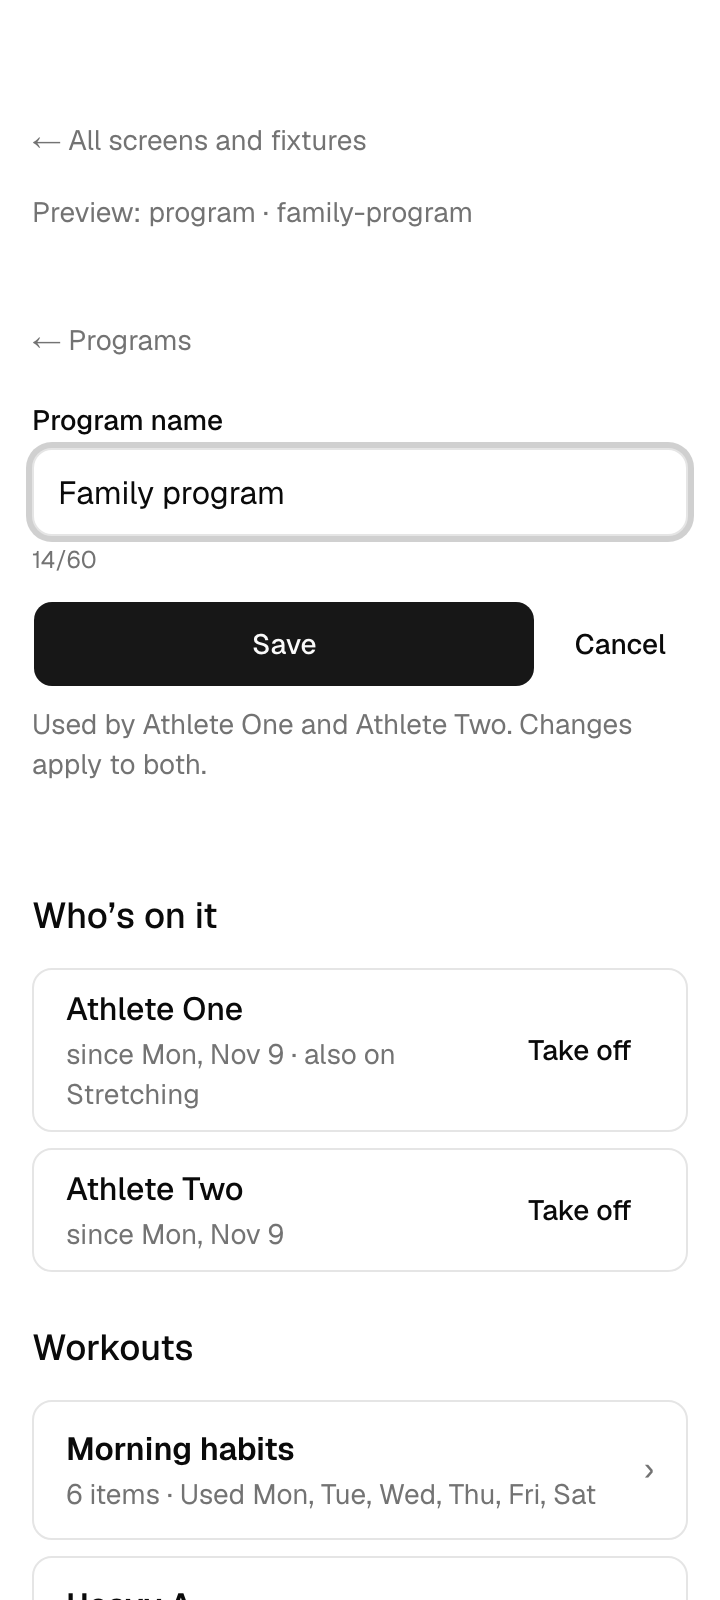 ← All screens and fixtures
Preview: program · family-program
← Programs
Program name
Family program
14/60
Save
Cancel
Used by Athlete One and Athlete Two. Changes
apply to both.
Who’s on it
Athlete One
since Mon, Nov 9 · also on
Stretching
Take off
Athlete Two
since Mon, Nov 9
Take off
Workouts
Morning habits
6 items · Used Mon, Tue, Wed, Thu, Fri, Sat
›